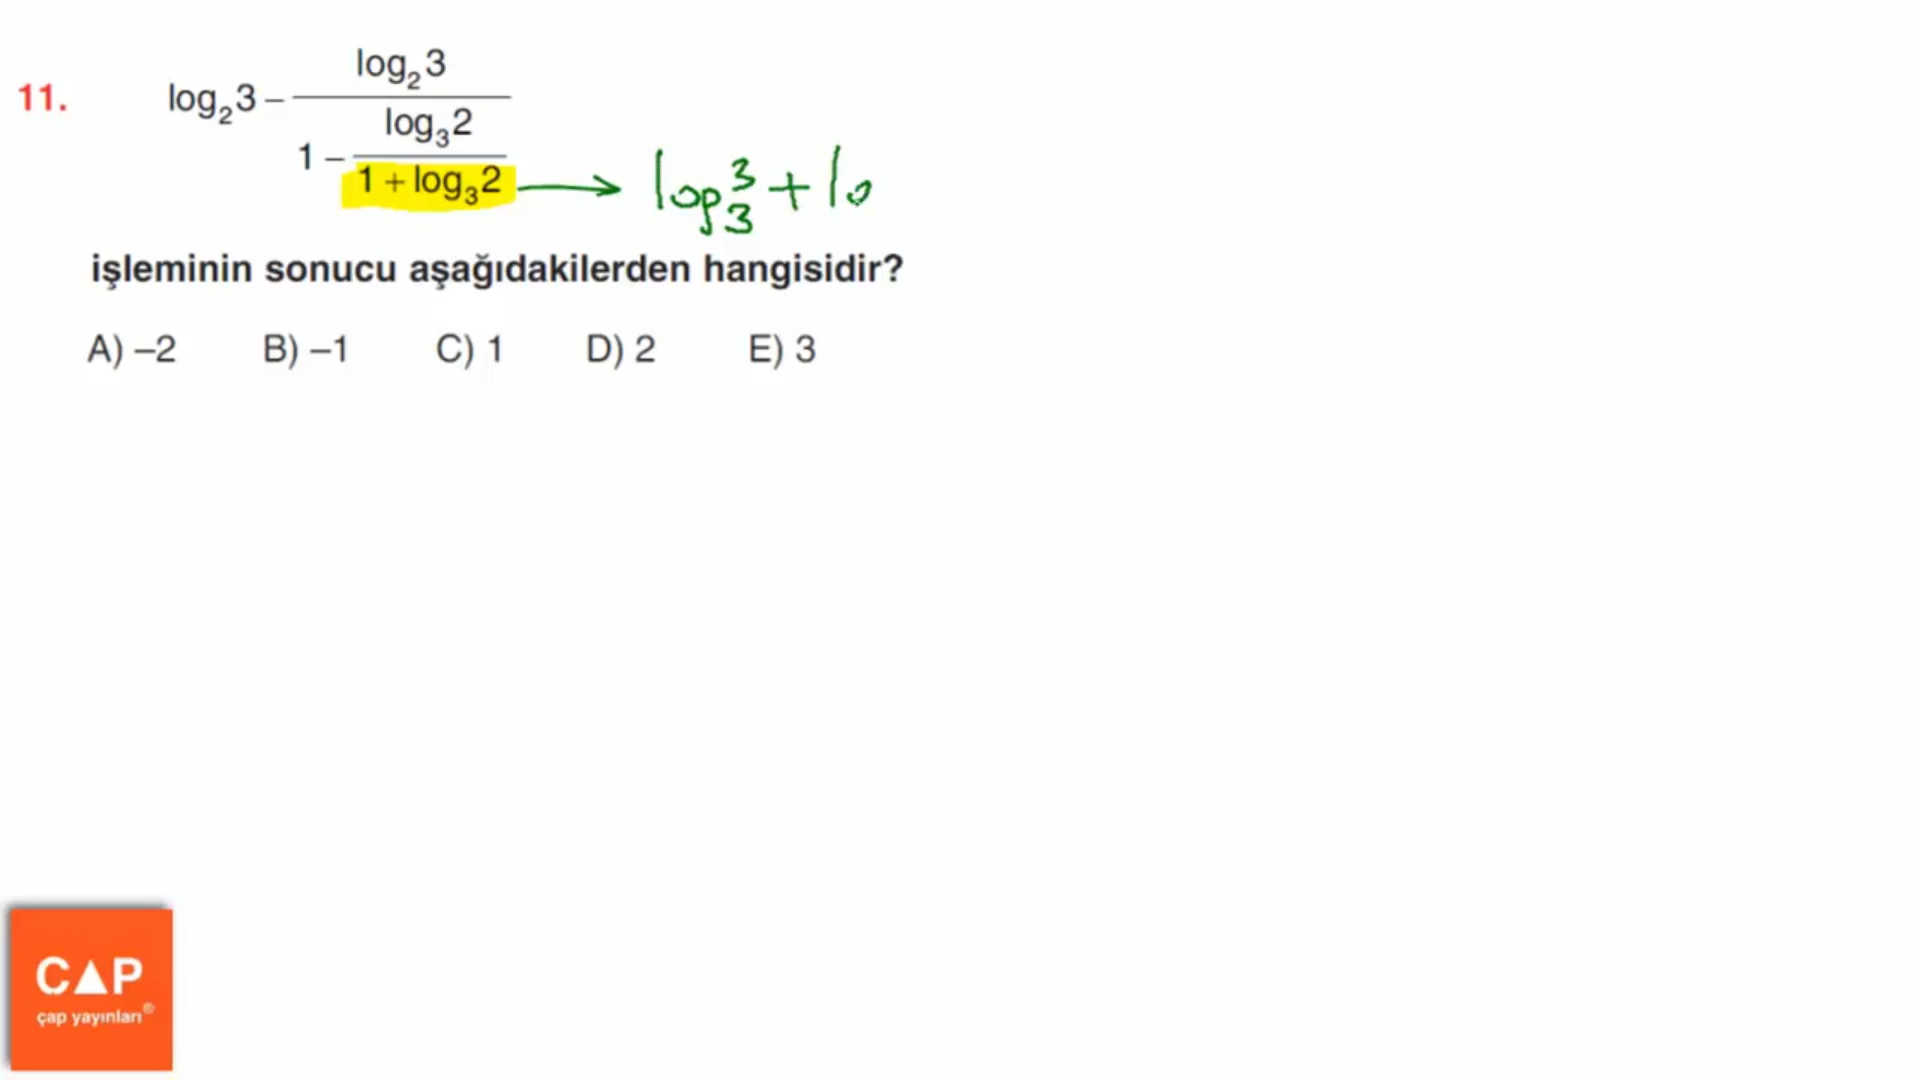 11. log₂3 – log₂3 / (1 – log₃2 / (1 + log₃2)) → log₃3 + lo
işleminin sonucu aşağıdakilerden hangisidir?
A) –2 B) –1 C) 1 D) 2 E) 3
CAP
çap yayınları®